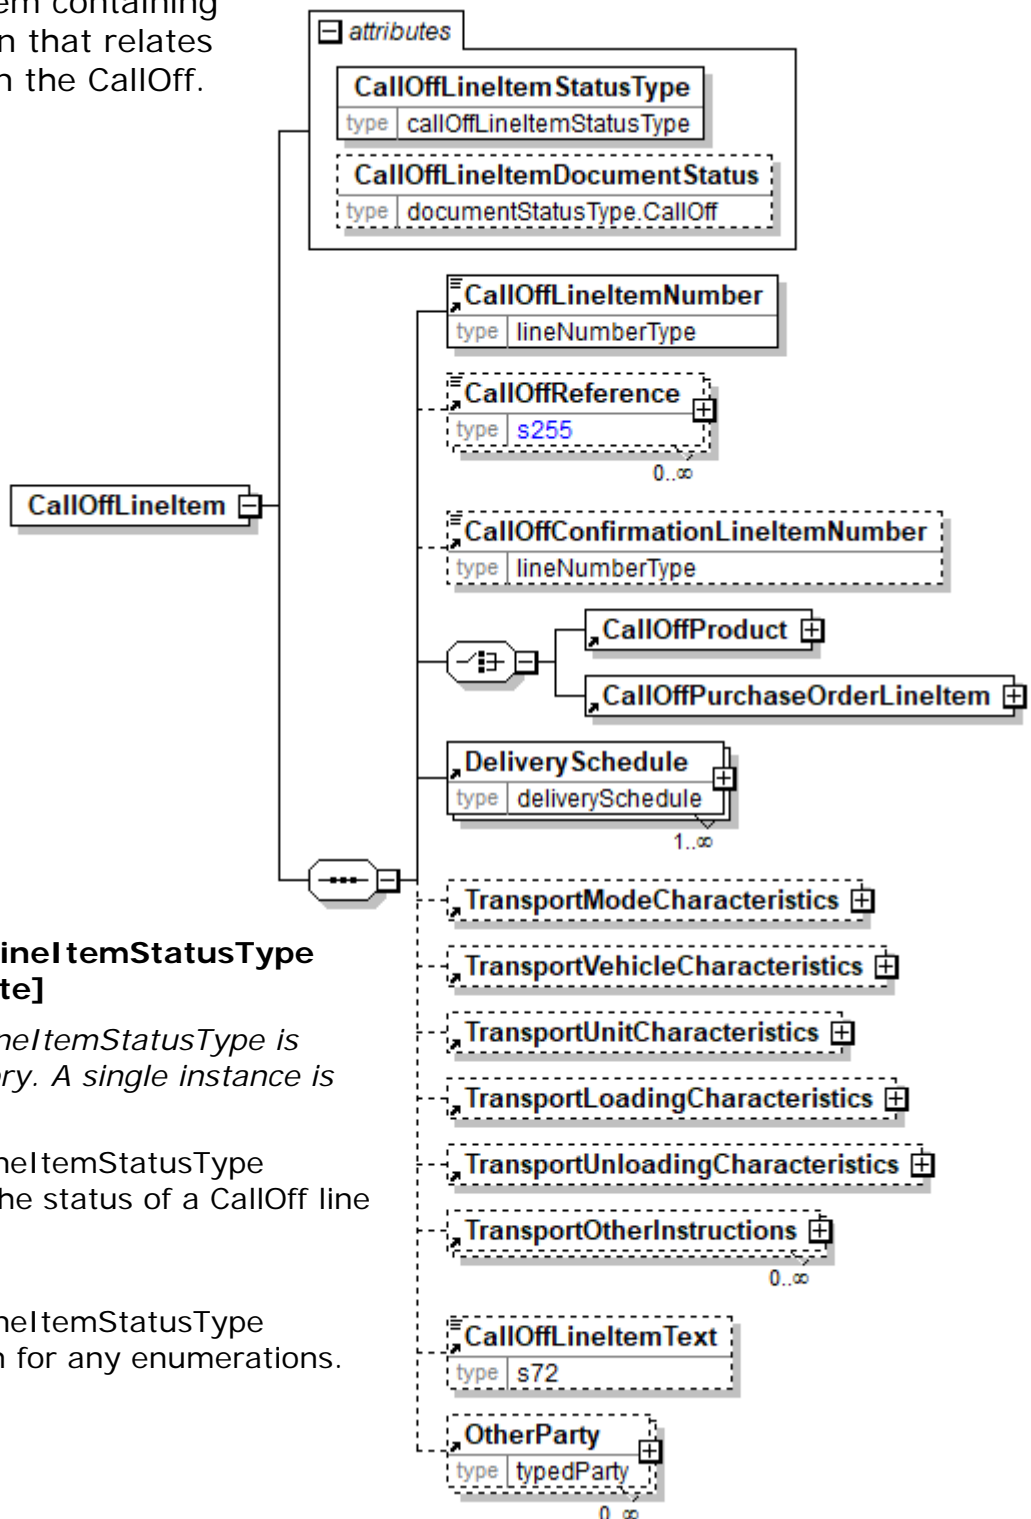 em containing
n that relates
n the CallOff.
attributes
CallOffLineItemStatusType
type callOffLineItemStatusType
CallOffLineItemDocumentStatus
type documentStatusType.CallOff
CallOffLineItemNumber
type lineNumberType
CallOffReference
type s255
0..∞
CallOffLineItem
CallOffConfirmationLineItemNumber
type lineNumberType
CallOffProduct
CallOffPurchaseOrderLineItem
DeliverySchedule
type deliverySchedule
1..∞
TransportModeCharacteristics
TransportVehicleCharacteristics
TransportUnitCharacteristics
TransportLoadingCharacteristics
TransportUnloadingCharacteristics
TransportOtherInstructions
0..∞
CallOffLineItemText
type s72
OtherParty
type typedParty
0..∞
ineItemStatusType
te]
neItemStatusType is
ry. A single instance is
neItemStatusType
he status of a CallOff line
neItemStatusType
n for any enumerations.